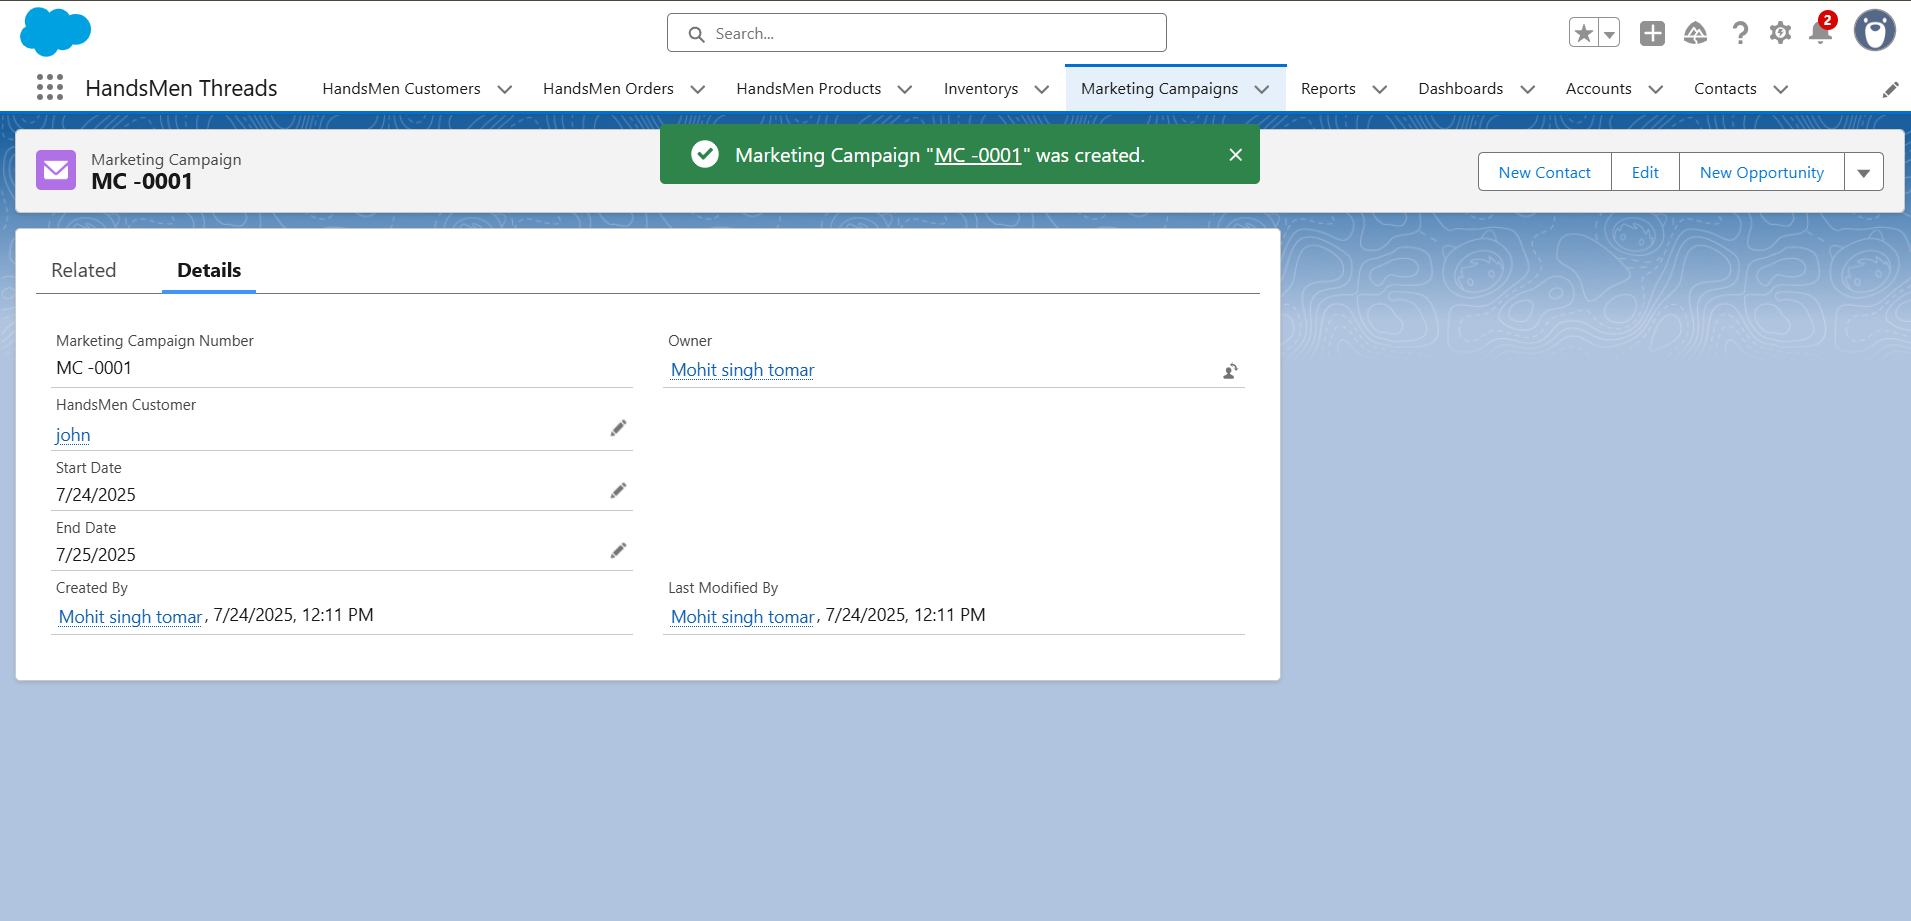 Search...
2
HandsMen Threads
HandsMen Customers
HandsMen Orders
HandsMen Products
Inventorys
Marketing Campaigns
Reports
Dashboards
Accounts
Contacts
Marketing Campaign "MC -0001" was created.
Marketing Campaign
MC -0001
New Contact
Edit
New Opportunity
Related
Details
Marketing Campaign Number
MC -0001
Owner
Mohit singh tomar
HandsMen Customer
john
Start Date
7/24/2025
End Date
7/25/2025
Created By
Mohit singh tomar, 7/24/2025, 12:11 PM
Last Modified By
Mohit singh tomar, 7/24/2025, 12:11 PM